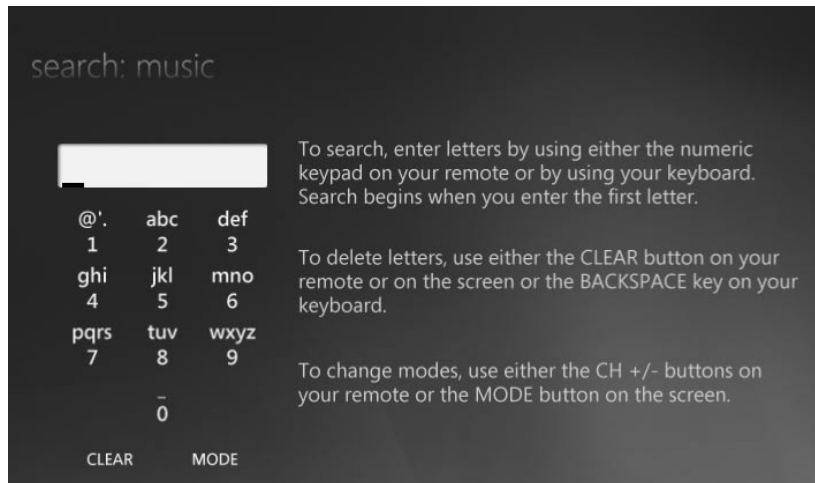 search: music
To search, enter letters by using either the numeric
keypad on your remote or by using your keyboard.
Search begins when you enter the first letter.
@'. abc def
1 2 3
To delete letters, use either the CLEAR button on your
remote or on the screen or the BACKSPACE key on your
keyboard.
ghi jkl mno
4 5 6
pqrs tuv wxyz
7 8 9
To change modes, use either the CH +/- buttons on
your remote or the MODE button on the screen.
_
0
CLEAR MODE